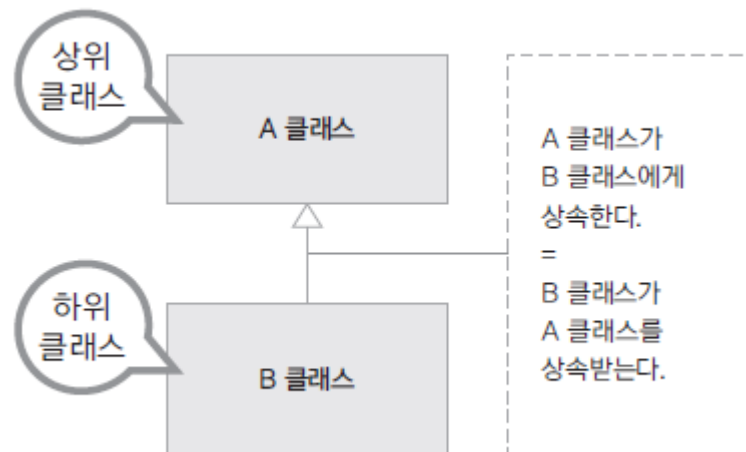 상위
클래스
A 클래스
A 클래스가
B 클래스에게
상속한다.
=
B 클래스가
A 클래스를
상속받는다.
하위
클래스
B 클래스